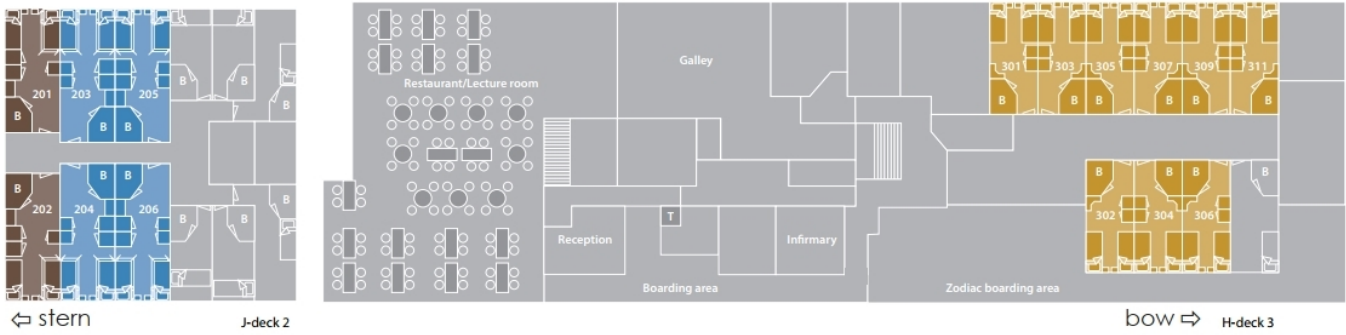 201 203 205
B B B B B B
B B B B
202 204 206
⇦ stern J-deck 2
Restaurant/Lecture room
Galley
T
Reception
Infirmary
Boarding area
Zodiac boarding area
301 303 305 307 309 311
B B B B B B
B B B B
302 304 306
bow ⇨ H-deck 3